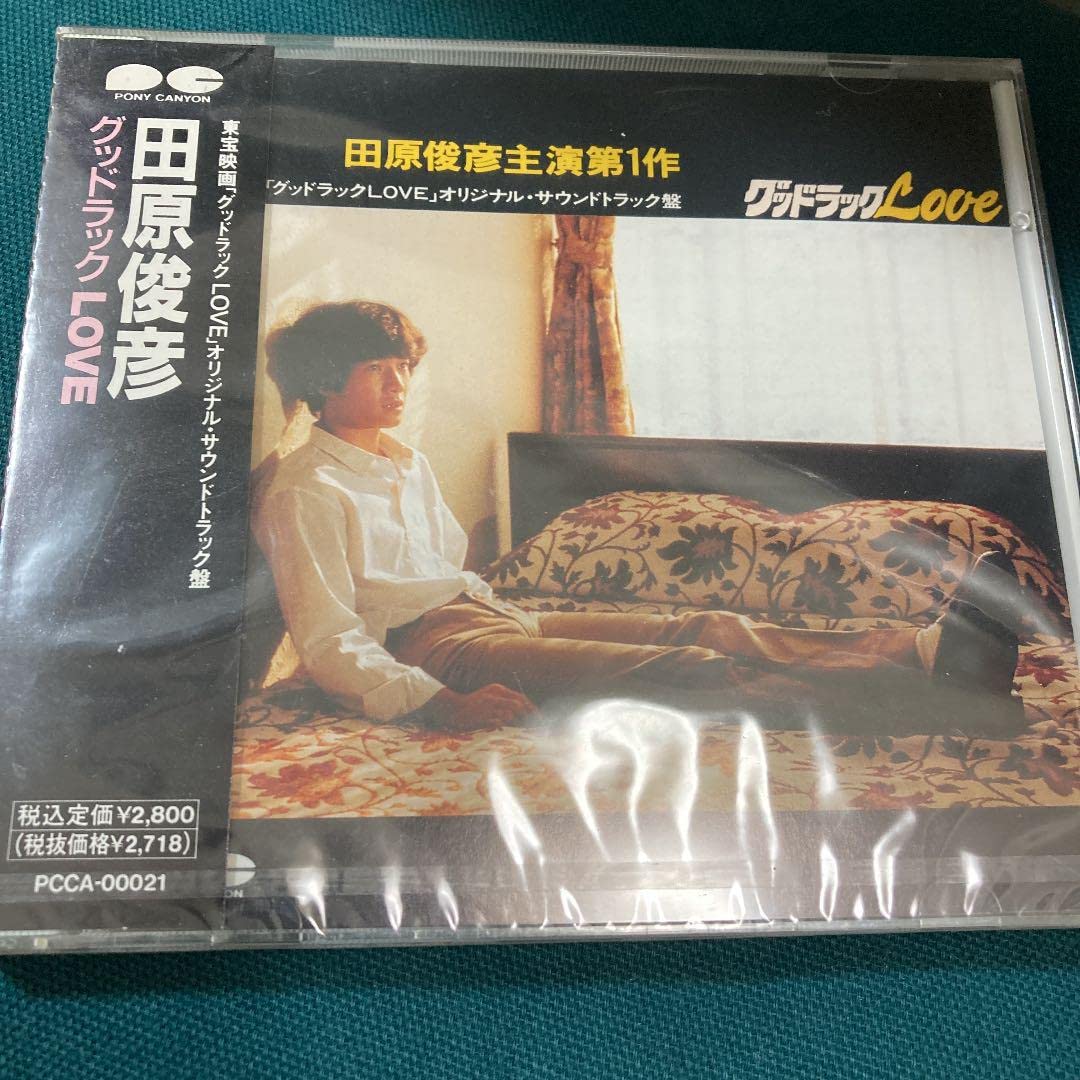 PC
PONY CANYON
田原俊彦
グッドラック LOVE
東宝映画「グッドラック LOVE」オリジナル・サウンドトラック盤
税込定価¥2,800
(税抜価格¥2,718)
PCCA-00021
田原俊彦主演第1作
「グッドラックLOVE」オリジナル・サウンドトラック盤
グッドラックLove
ON